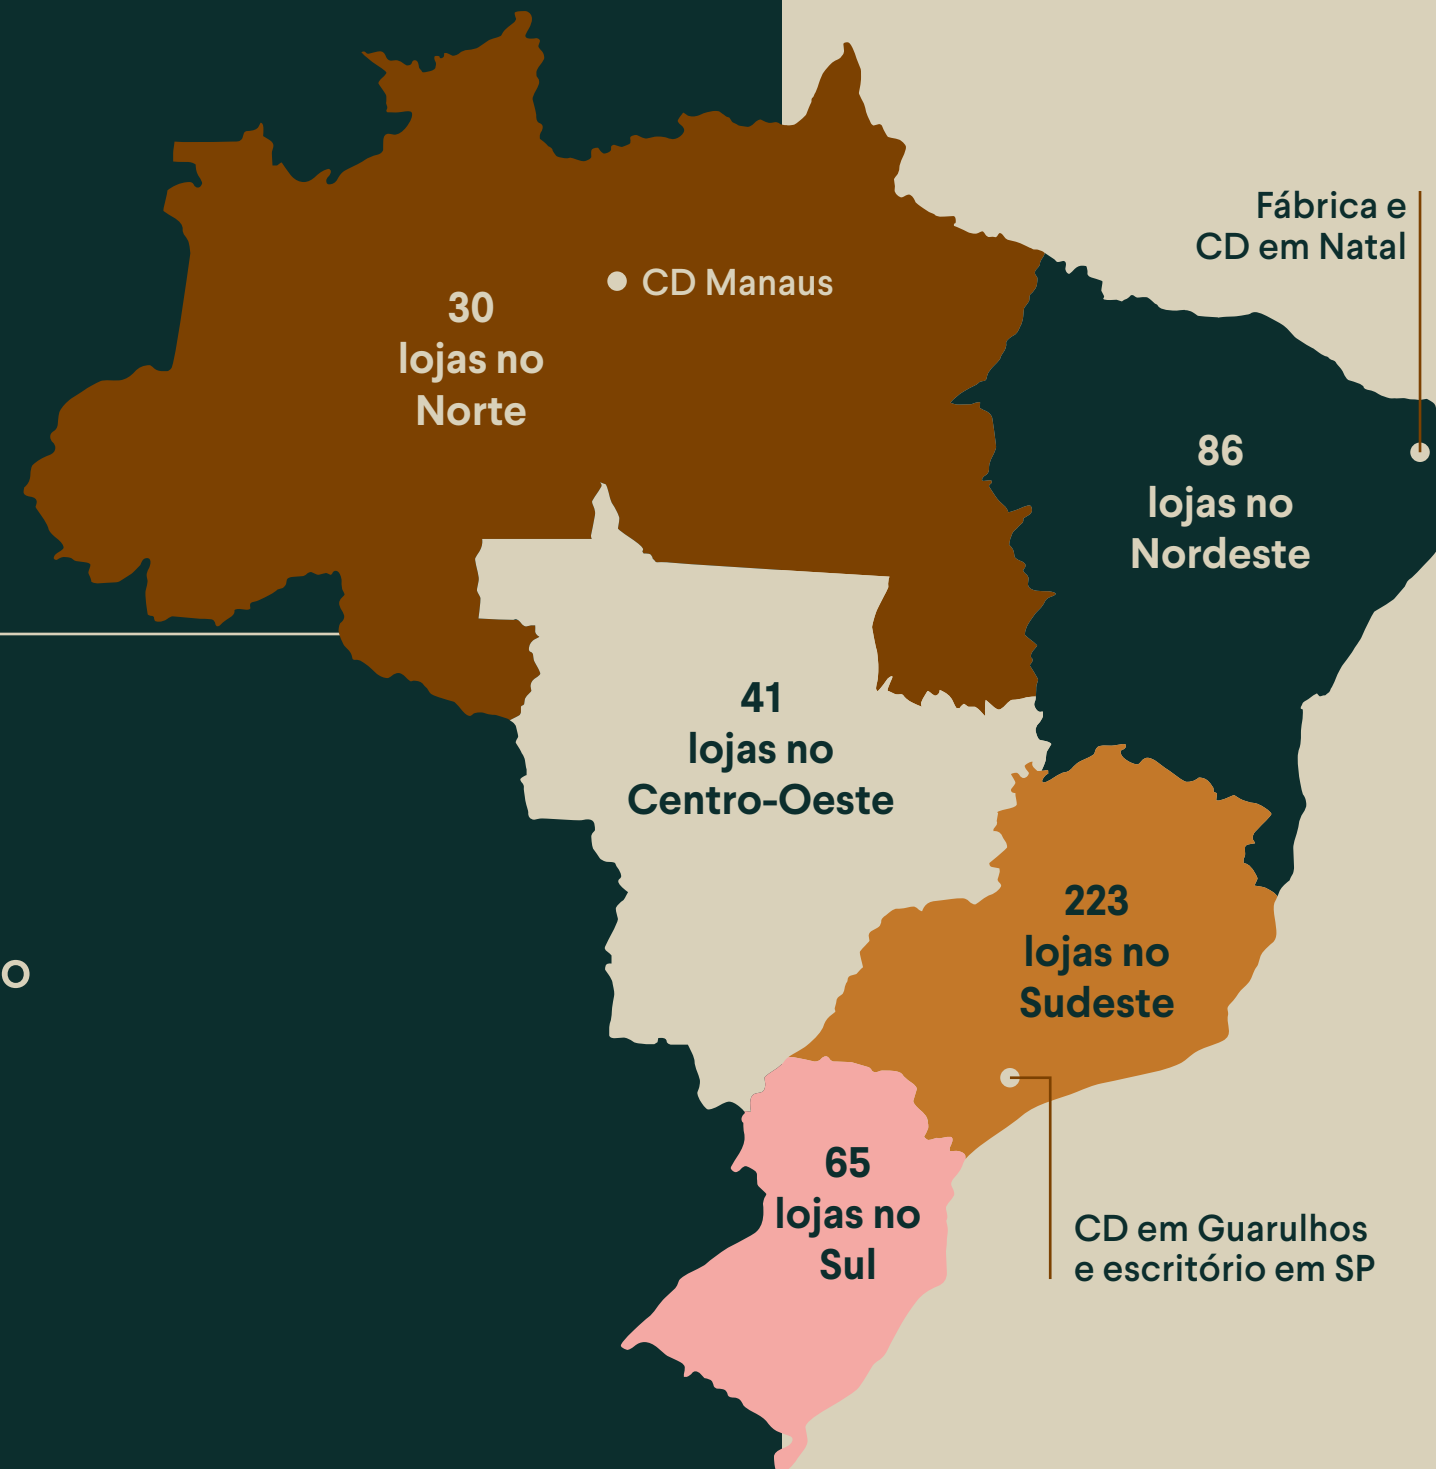 Fábrica e
CD em Natal
CD Manaus
30
lojas no
Norte
86
lojas no
Nordeste
41
lojas no
Centro-Oeste
223
lojas no
Sudeste
o
65
lojas no
Sul
CD em Guarulhos
e escritório em SP